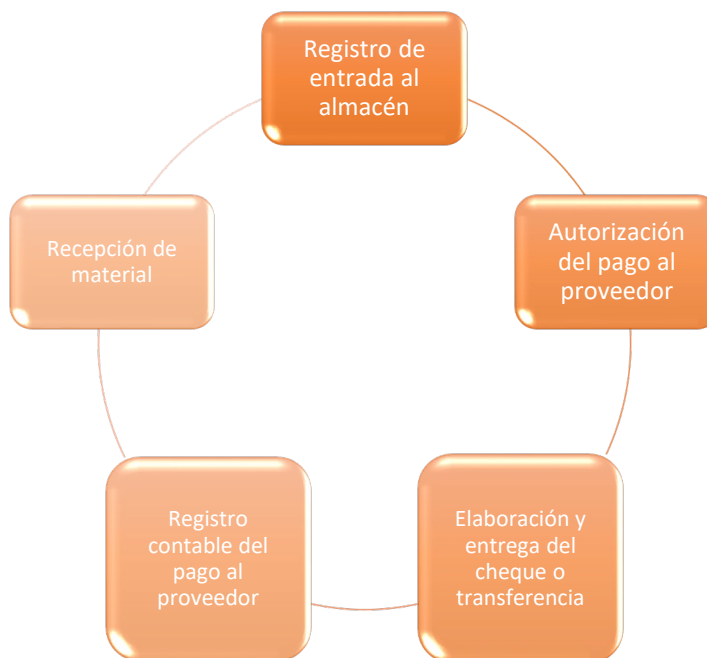 Registro de
entrada al
almacén
Autorización
del pago al
proveedor
Elaboración y
entrega del
cheque o
transferencia
Registro
contable del
pago al
proveedor
Recepción de
material